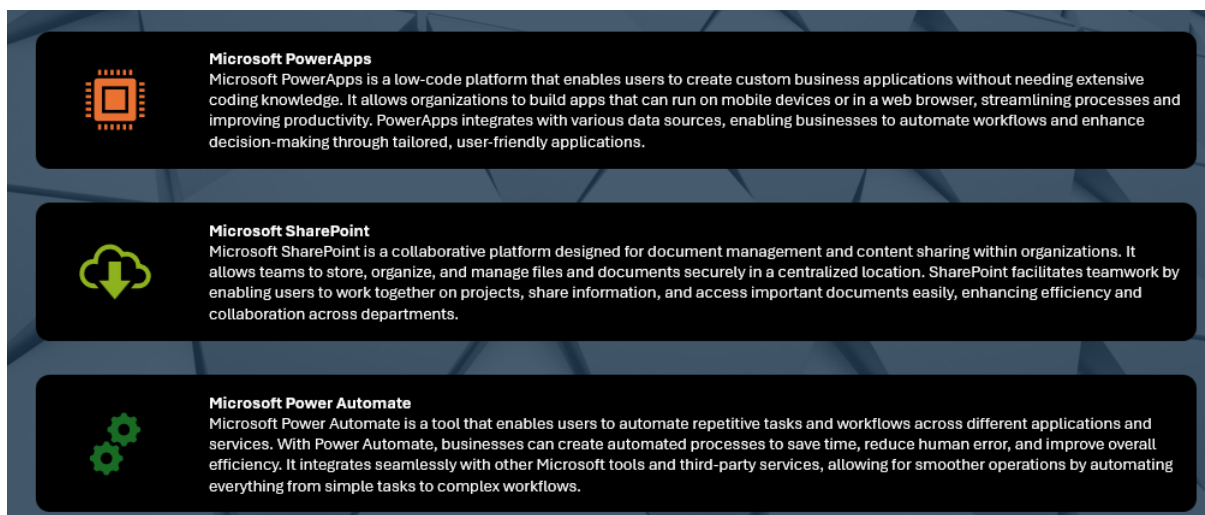 Microsoft PowerApps
Microsoft PowerApps is a low-code platform that enables users to create custom business applications without needing extensive
coding knowledge. It allows organizations to build apps that can run on mobile devices or in a web browser, streamlining processes and
improving productivity. PowerApps integrates with various data sources, enabling businesses to automate workflows and enhance
decision-making through tailored, user-friendly applications.
Microsoft SharePoint
Microsoft SharePoint is a collaborative platform designed for document management and content sharing within organizations. It
allows teams to store, organize, and manage files and documents securely in a centralized location. SharePoint facilitates teamwork by
enabling users to work together on projects, share information, and access important documents easily, enhancing efficiency and
collaboration across departments.
Microsoft Power Automate
Microsoft Power Automate is a tool that enables users to automate repetitive tasks and workflows across different applications and
services. With Power Automate, businesses can create automated processes to save time, reduce human error, and improve overall
efficiency. It integrates seamlessly with other Microsoft tools and third-party services, allowing for smoother operations by automating
everything from simple tasks to complex workflows.